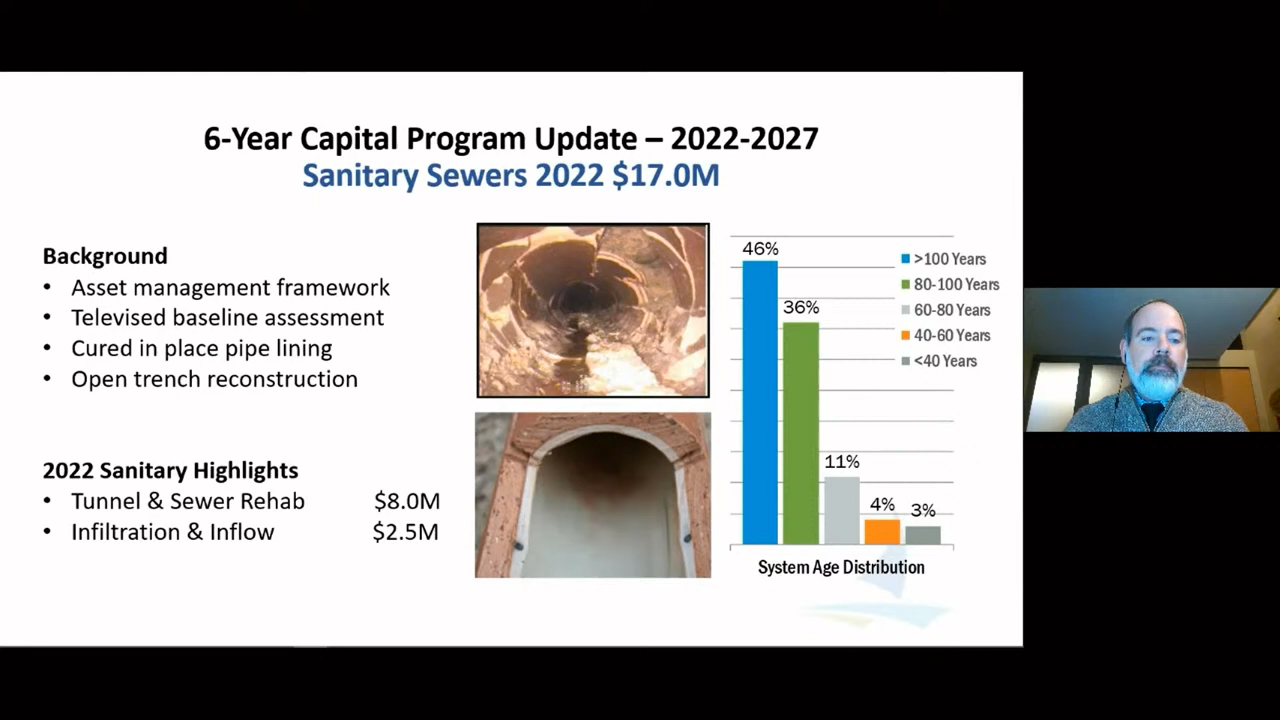 6-Year Capital Program Update – 2022-2027
Sanitary Sewers 2022 $17.0M
Background
• Asset management framework
• Televised baseline assessment
• Cured in place pipe lining
• Open trench reconstruction
2022 Sanitary Highlights
• Tunnel & Sewer Rehab $8.0M
• Infiltration & Inflow $2.5M
46%
36%
11%
4%
3%
>100 Years
80-100 Years
60-80 Years
40-60 Years
<40 Years
System Age Distribution